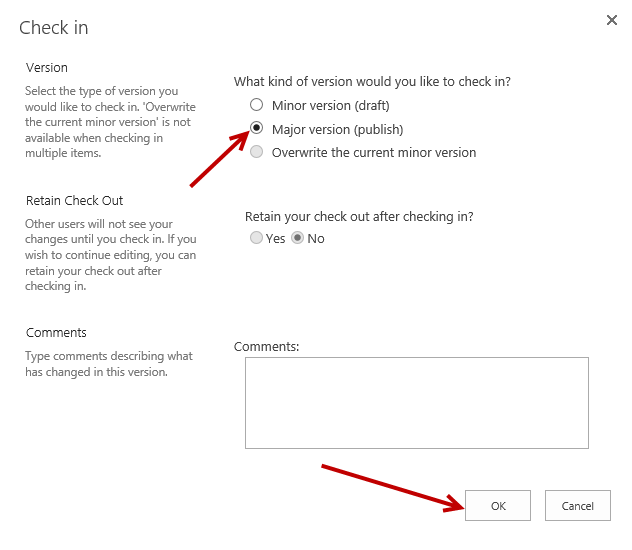 Check in
Version
Select the type of version you
would like to check in. 'Overwrite
the current minor version' is not
available when checking in
multiple items.
What kind of version would you like to check in?
Minor version (draft)
Major version (publish)
Overwrite the current minor version
Retain Check Out
Other users will not see your
changes until you check in. If you
wish to continue editing, you can
retain your check out after
checking in.
Retain your check out after checking in?
Yes No
Comments
Type comments describing what
has changed in this version.
Comments:
OK Cancel